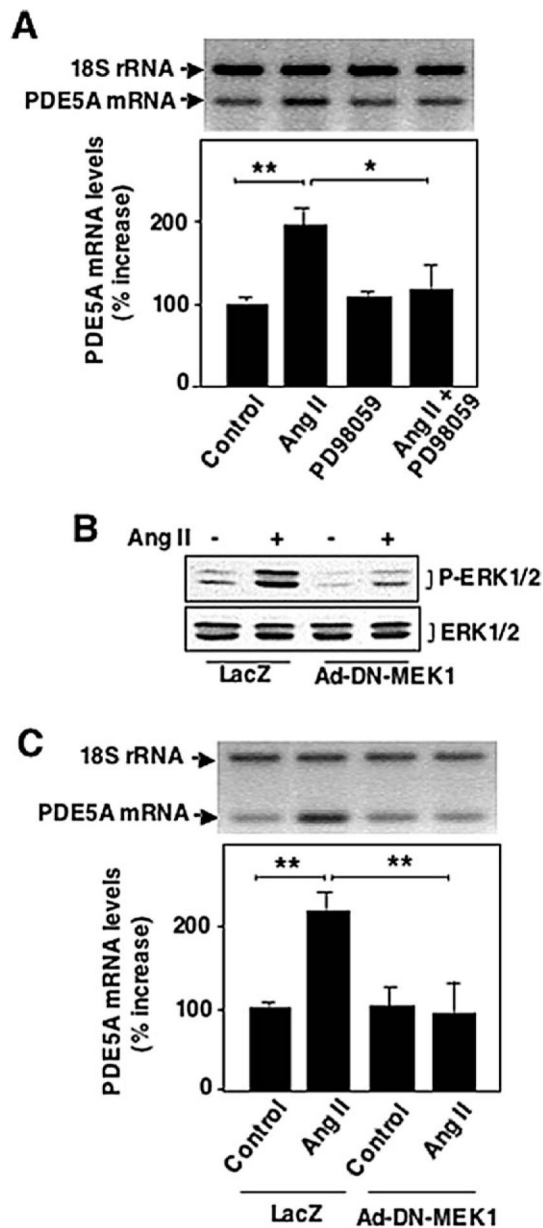 A
18S rRNA
PDE5A mRNA
** *
PDE5A mRNA levels
(% increase)
200
100
0
Control
Ang II
PD98059
Ang II +
PD98059
B
Ang II - + - +
P-ERK1/2
ERK1/2
LacZ Ad-DN-MEK1
C
18S rRNA
PDE5A mRNA
** **
PDE5A mRNA levels
(% increase)
200
100
0
Control
Ang II
Control
Ang II
LacZ Ad-DN-MEK1